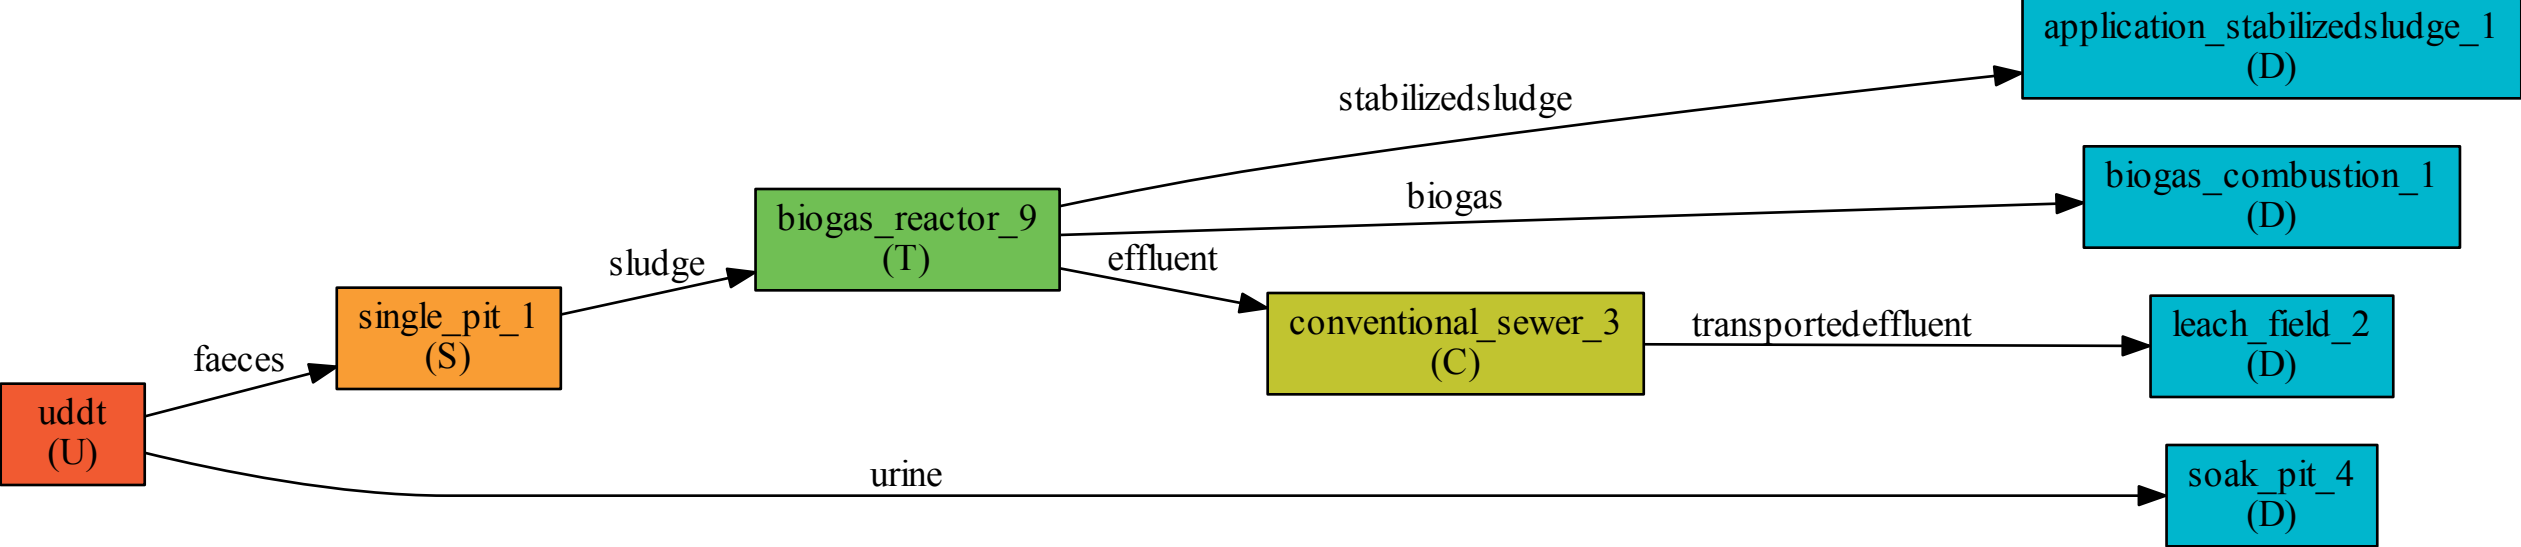 application_stabilizedsludge_1
(D)
stabilizedsludge
biogas_combustion_1
(D)
biogas
biogas_reactor_9
(T)
effluent
sludge
single_pit_1
(S)
conventional_sewer_3
(C)
transportedeffluent
leach_field_2
(D)
faeces
uddt
(U)
urine
soak_pit_4
(D)